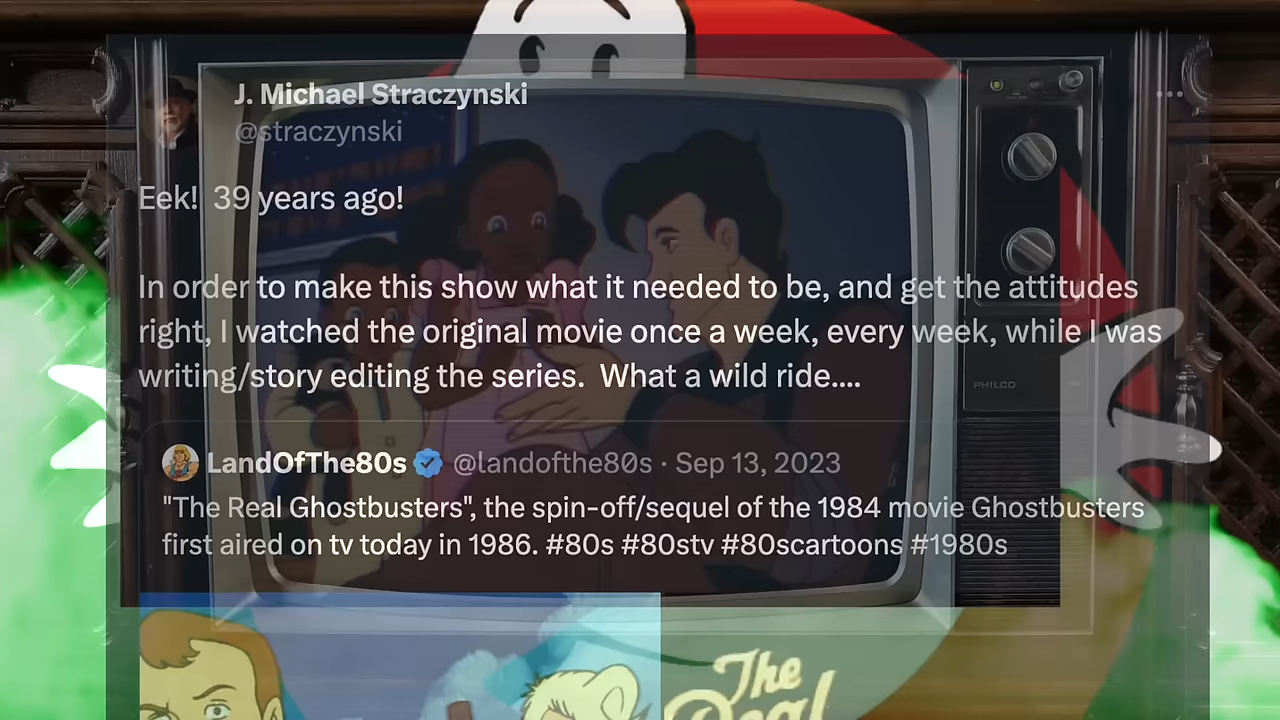 J. Michael Straczynski
@straczynski
Eek!  39 years ago!
In order to make this show what it needed to be, and get the attitudes
right, I watched the original movie once a week, every week, while I was
writing/story editing the series.  What a wild ride....
LandOfThe80s @landofthe80s · Sep 13, 2023
"The Real Ghostbusters", the spin-off/sequel of the 1984 movie Ghostbusters
first aired on tv today in 1986. #80s #80stv #80scartoons #1980s
PHILCO
The
Real